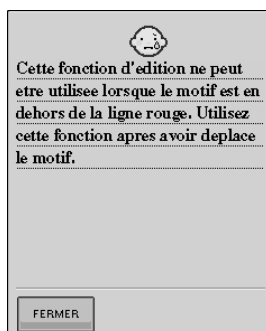 Cette fonction d'edition ne peut
etre utilisee lorsque le motif est en
dehors de la ligne rouge. Utilisez
cette fonction apres avoir deplace
le motif.
FERMER